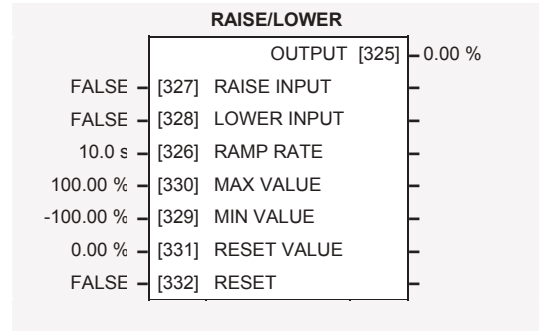 RAISE/LOWER
OUTPUT [325] – 0.00 %
FALSE – [327] RAISE INPUT –
FALSE – [328] LOWER INPUT –
10.0 s – [326] RAMP RATE –
100.00 % – [330] MAX VALUE –
-100.00 % – [329] MIN VALUE –
0.00 % – [331] RESET VALUE –
FALSE – [332] RESET –